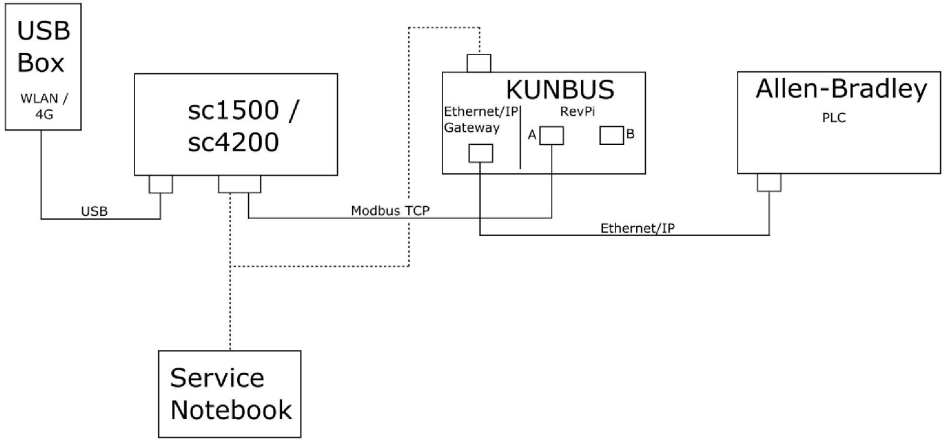 USB
Box
WLAN /
4G
sc1500 /
sc4200
KUNBUS
Ethernet/IP
Gateway
RevPi
A
B
Allen-Bradley
PLC
USB
Modbus TCP
Ethernet/IP
Service
Notebook